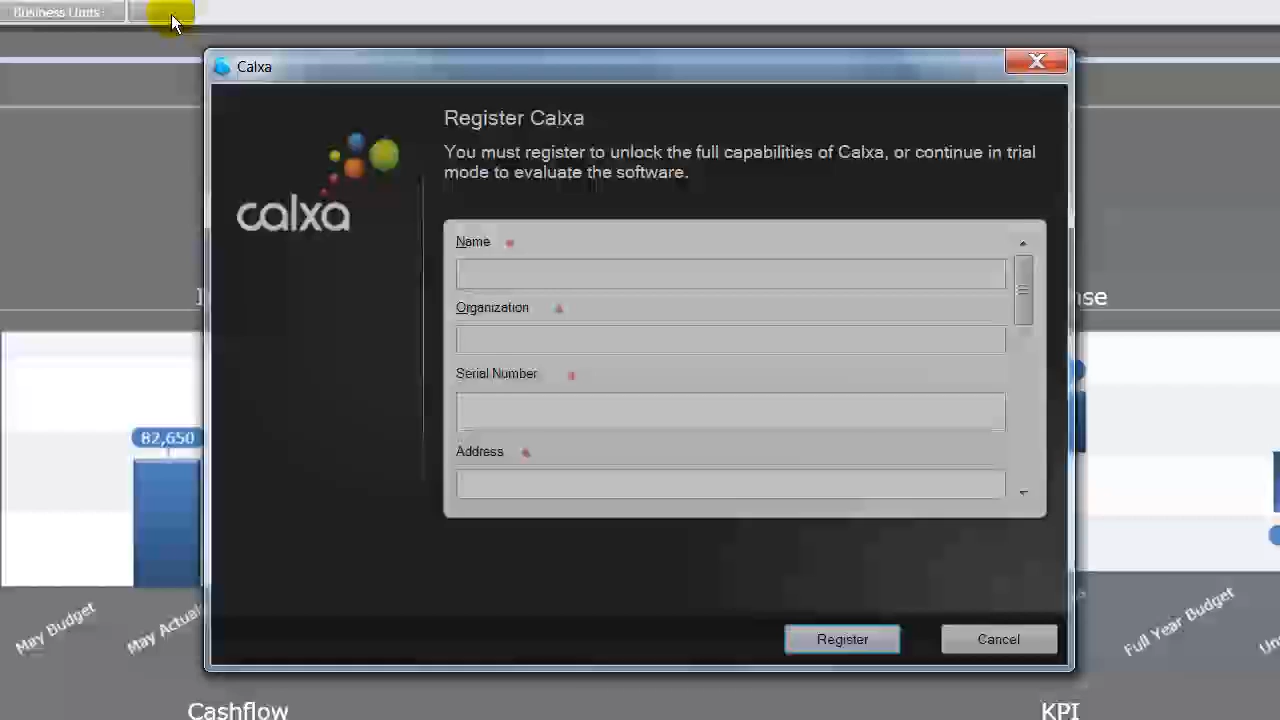 Business Units
Calxa
Register Calxa
You must register to unlock the full capabilities of Calxa, or continue in trial
mode to evaluate the software.
calxa
Name
Organization
Serial Number
Address
82,650
May Budget
May Actual
Full Year Budget
Register
Cancel
Cashflow
KPI